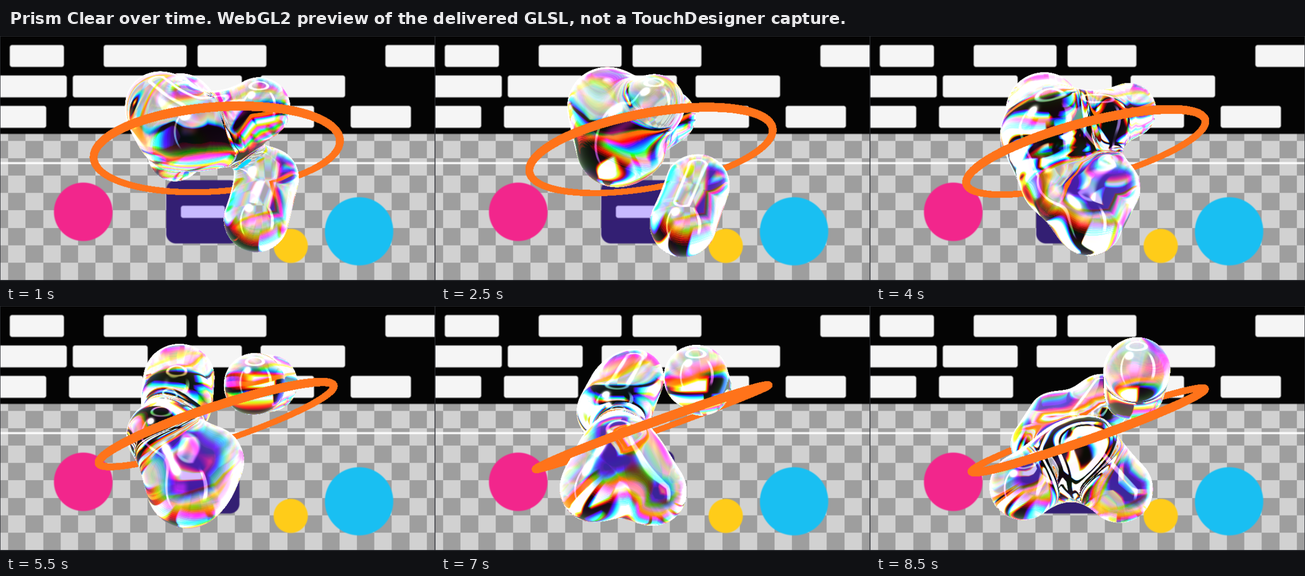 Prism Clear over time. WebGL2 preview of the delivered GLSL, not a TouchDesigner capture.
t = 1 s
t = 2.5 s
t = 4 s
t = 5.5 s
t = 7 s
t = 8.5 s